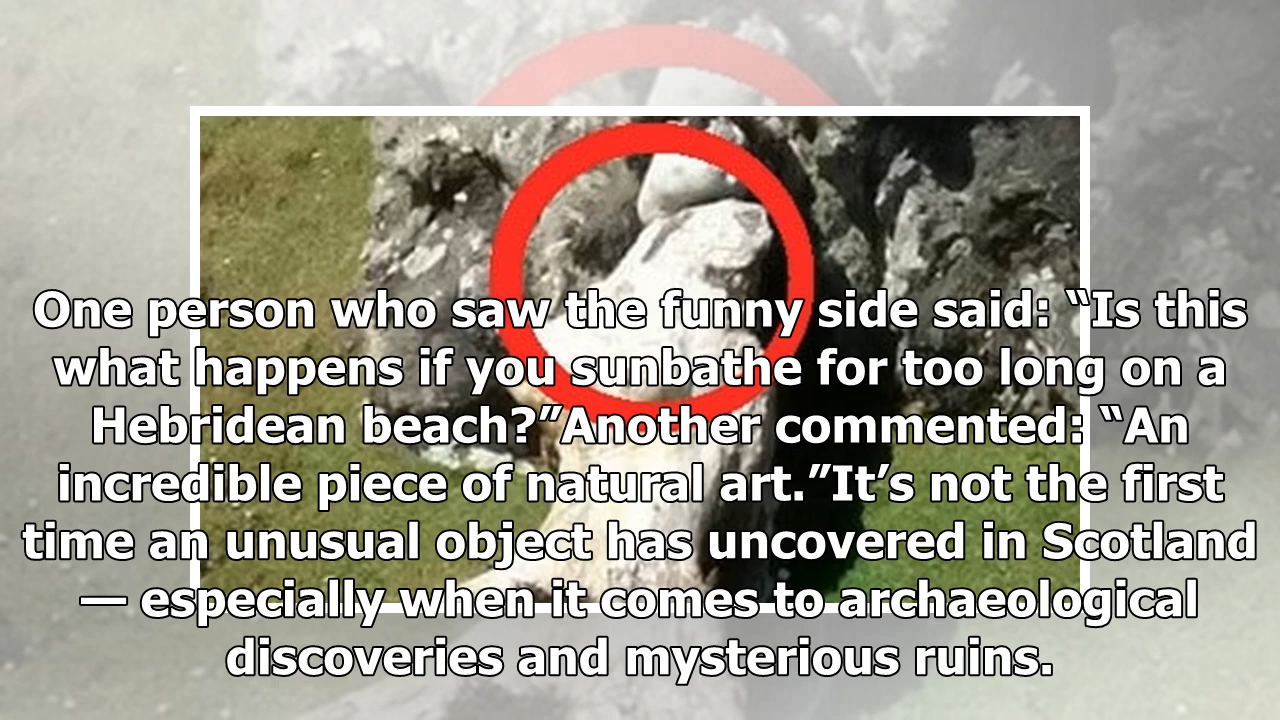 One person who saw the funny side said: “Is this
what happens if you sunbathe for too long on a
Hebridean beach?”Another commented: “An
incredible piece of natural art.”It’s not the first
time an unusual object has uncovered in Scotland
— especially when it comes to archaeological
discoveries and mysterious ruins.